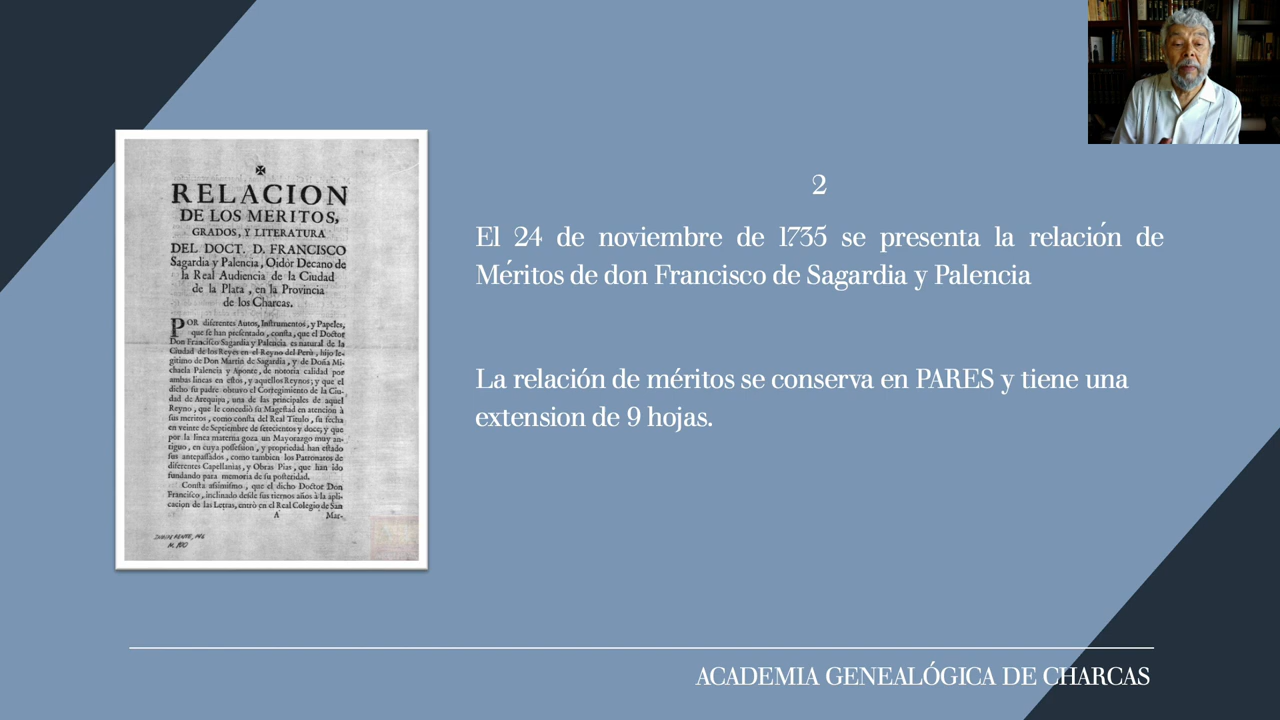 ✠
RELACION
DE LOS MERITOS,
GRADOS, Y LITERATURA
DEL DOCT. D. FRANCISCO
Sagardia y Palencia, Oidor Decano de
la Real Audiencia de la Ciudad
de la Plata, en la Provincia
de los Charcas.
POR diferentes Autos, Instrumentos, y Papeles,
que se han presentado, consta, que el Doctor
Don Francisco Sagardia y Palencia es natural de la
Ciudad de los Reyes en el Reyno del Perù, hijo le-
gitimo de Don Martin de Sagardia, y de Doña Mi-
chaela Palencia y Aponte, de notoria calidad por
ambas lineas en estos, y aquellos Reynos; y que el
dicho su padre obtuvo el Corregimiento de la Ciu-
dad de Arequipa, una de las principales de aquel
Reyno, que le concediò su Magestad en atencion à
sus meritos, como consta del Real Titulo, su fecha
en veinte de Septiembre de setecientos y doce; y que
por la linea materna goza un Mayorazgo muy an-
tiguo, en cuya possession, y propriedad han estado
sus antepassados, como tambien los Patronatos de
diferentes Capellanias, y Obras Pias, que han ido
fundando para memoria de su posteridad.
Consta assimismo, que el dicho Doctor Don
Francisco, inclinado desde sus tiernos años à la apli-
cacion de las Letras, entrò en el Real Colegio de San
A Mar-
2
El 24 de noviembre de 1735 se presenta la relación de
Méritos de don Francisco de Sagardia y Palencia
La relación de méritos se conserva en PARES y tiene una
extension de 9 hojas.
ACADEMIA GENEALÓGICA DE CHARCAS